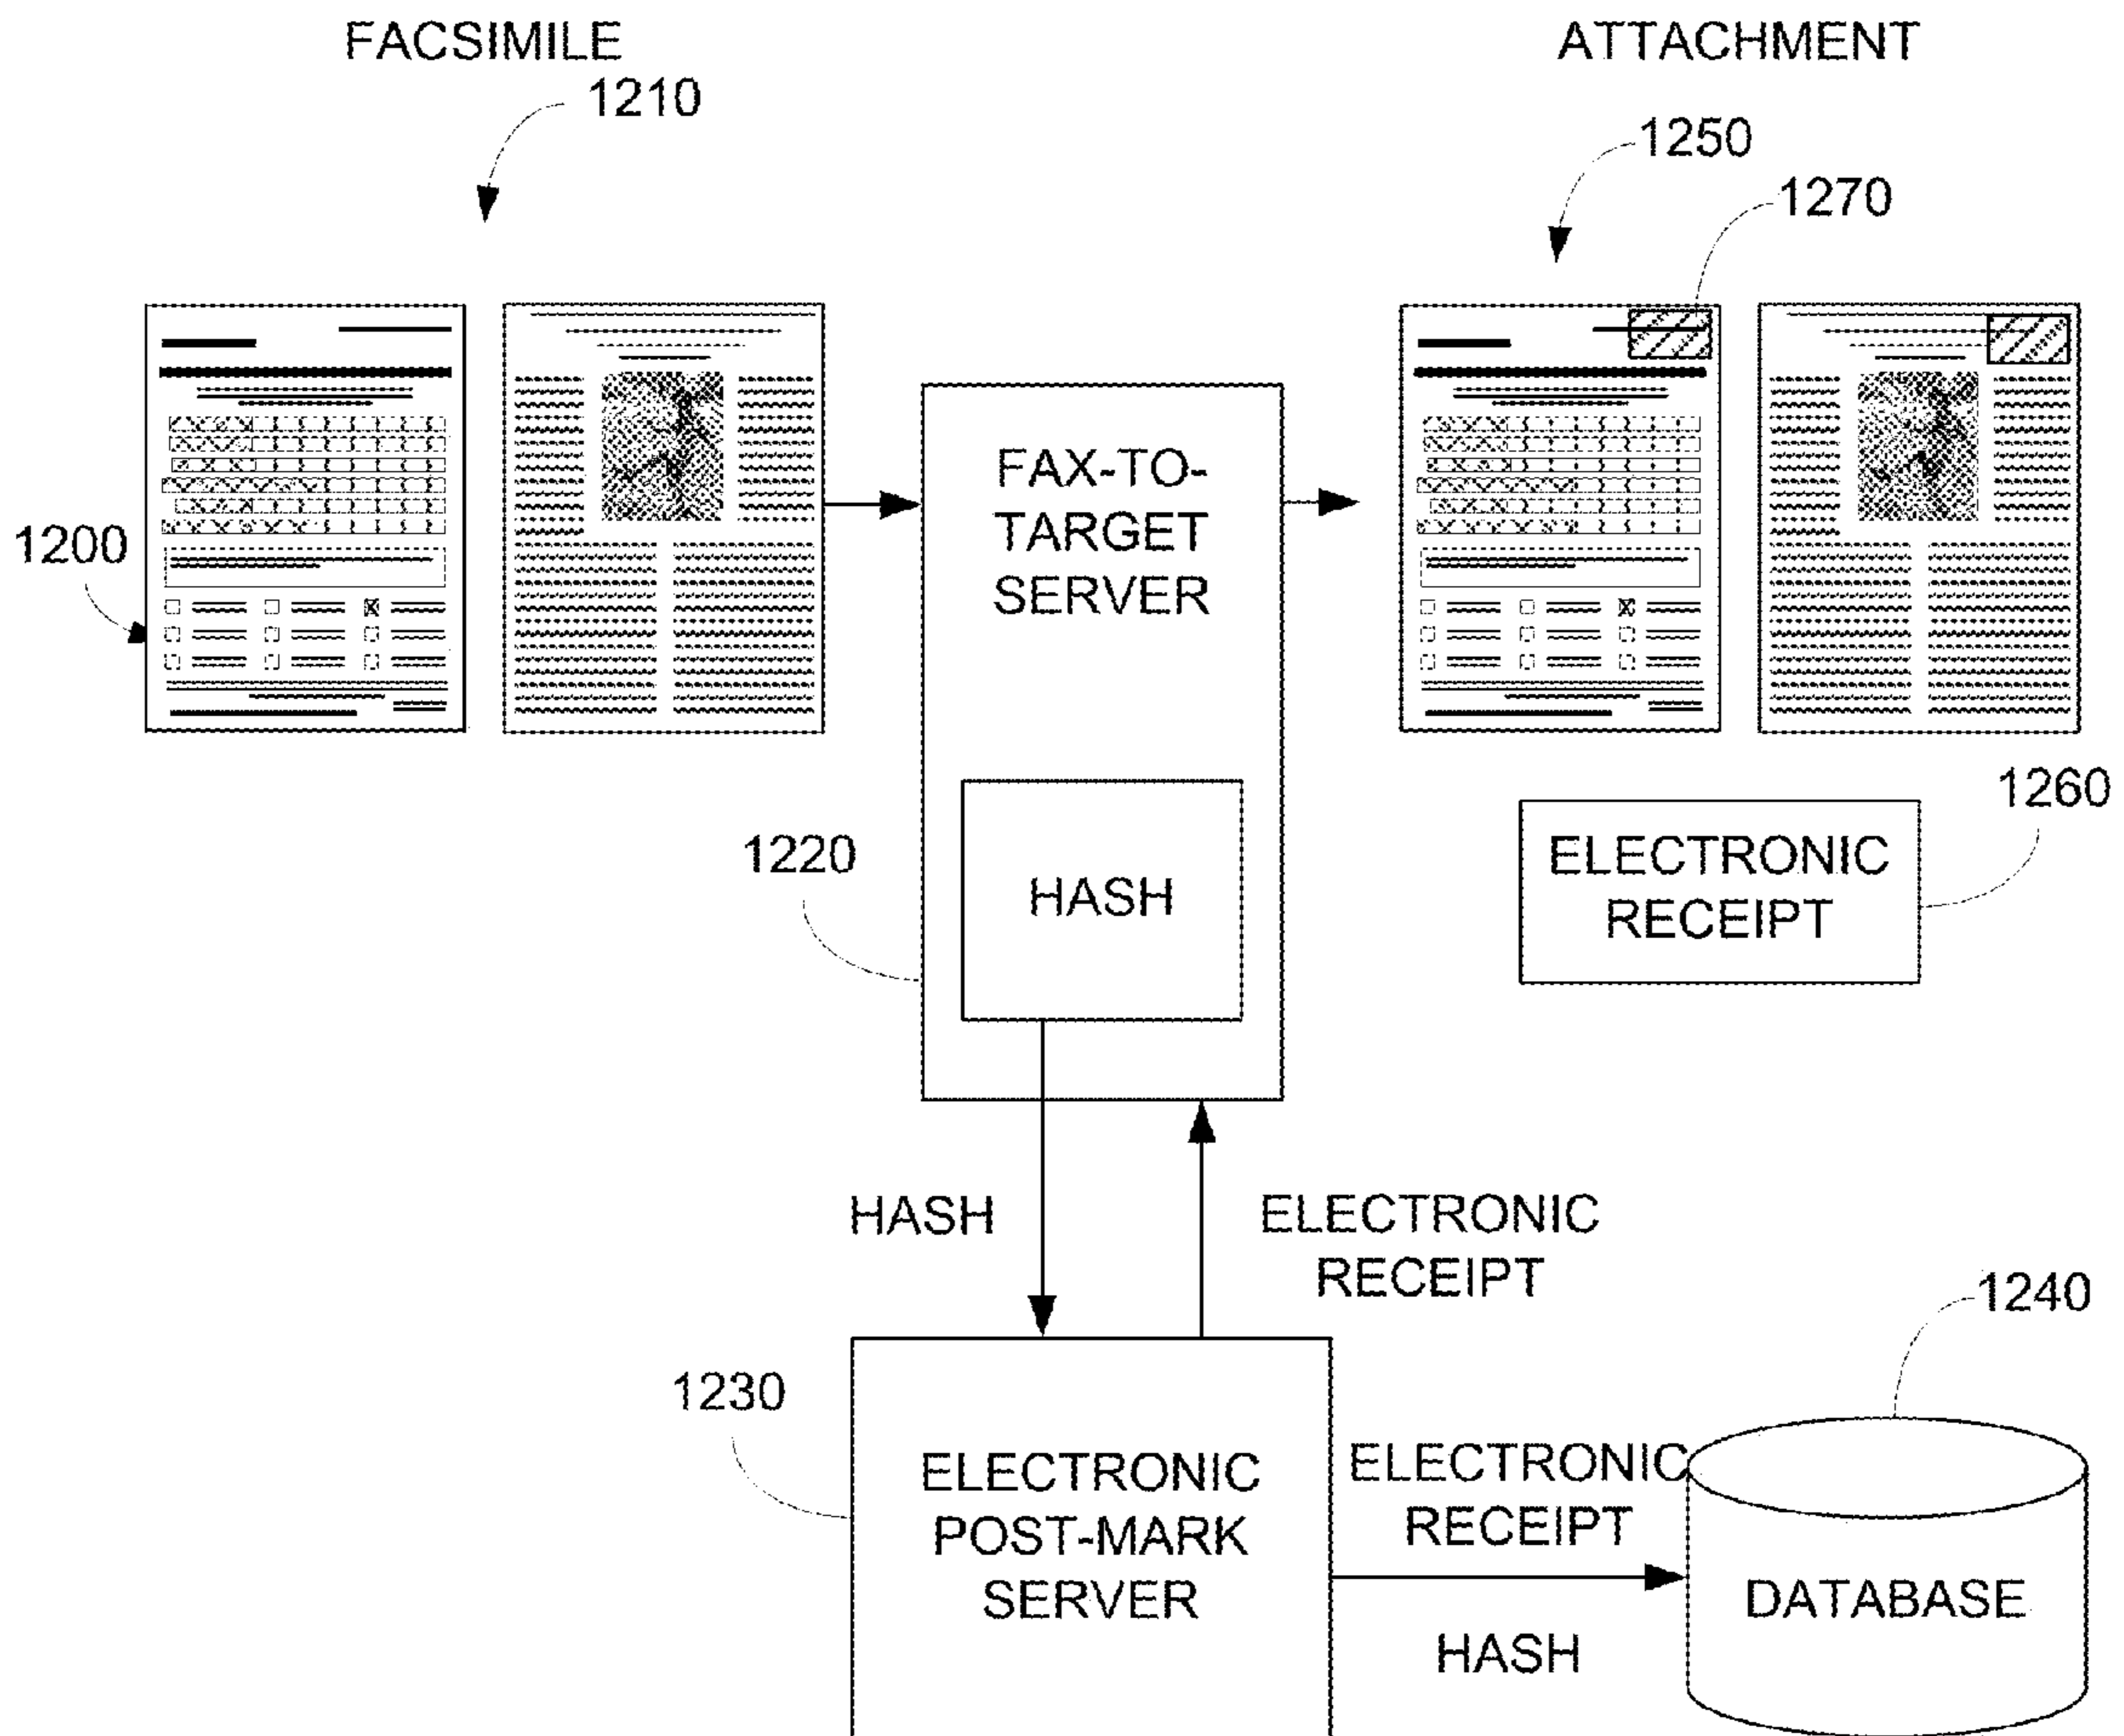 FACSIMILE
1210
ATTACHMENT
1250
1270
1200
FAX-TO-
TARGET
SERVER
1220
HASH
1260
ELECTRONIC
RECEIPT
HASH
ELECTRONIC
RECEIPT
1230
ELECTRONIC
POST-MARK
SERVER
ELECTRONIC
RECEIPT
HASH
1240
DATABASE